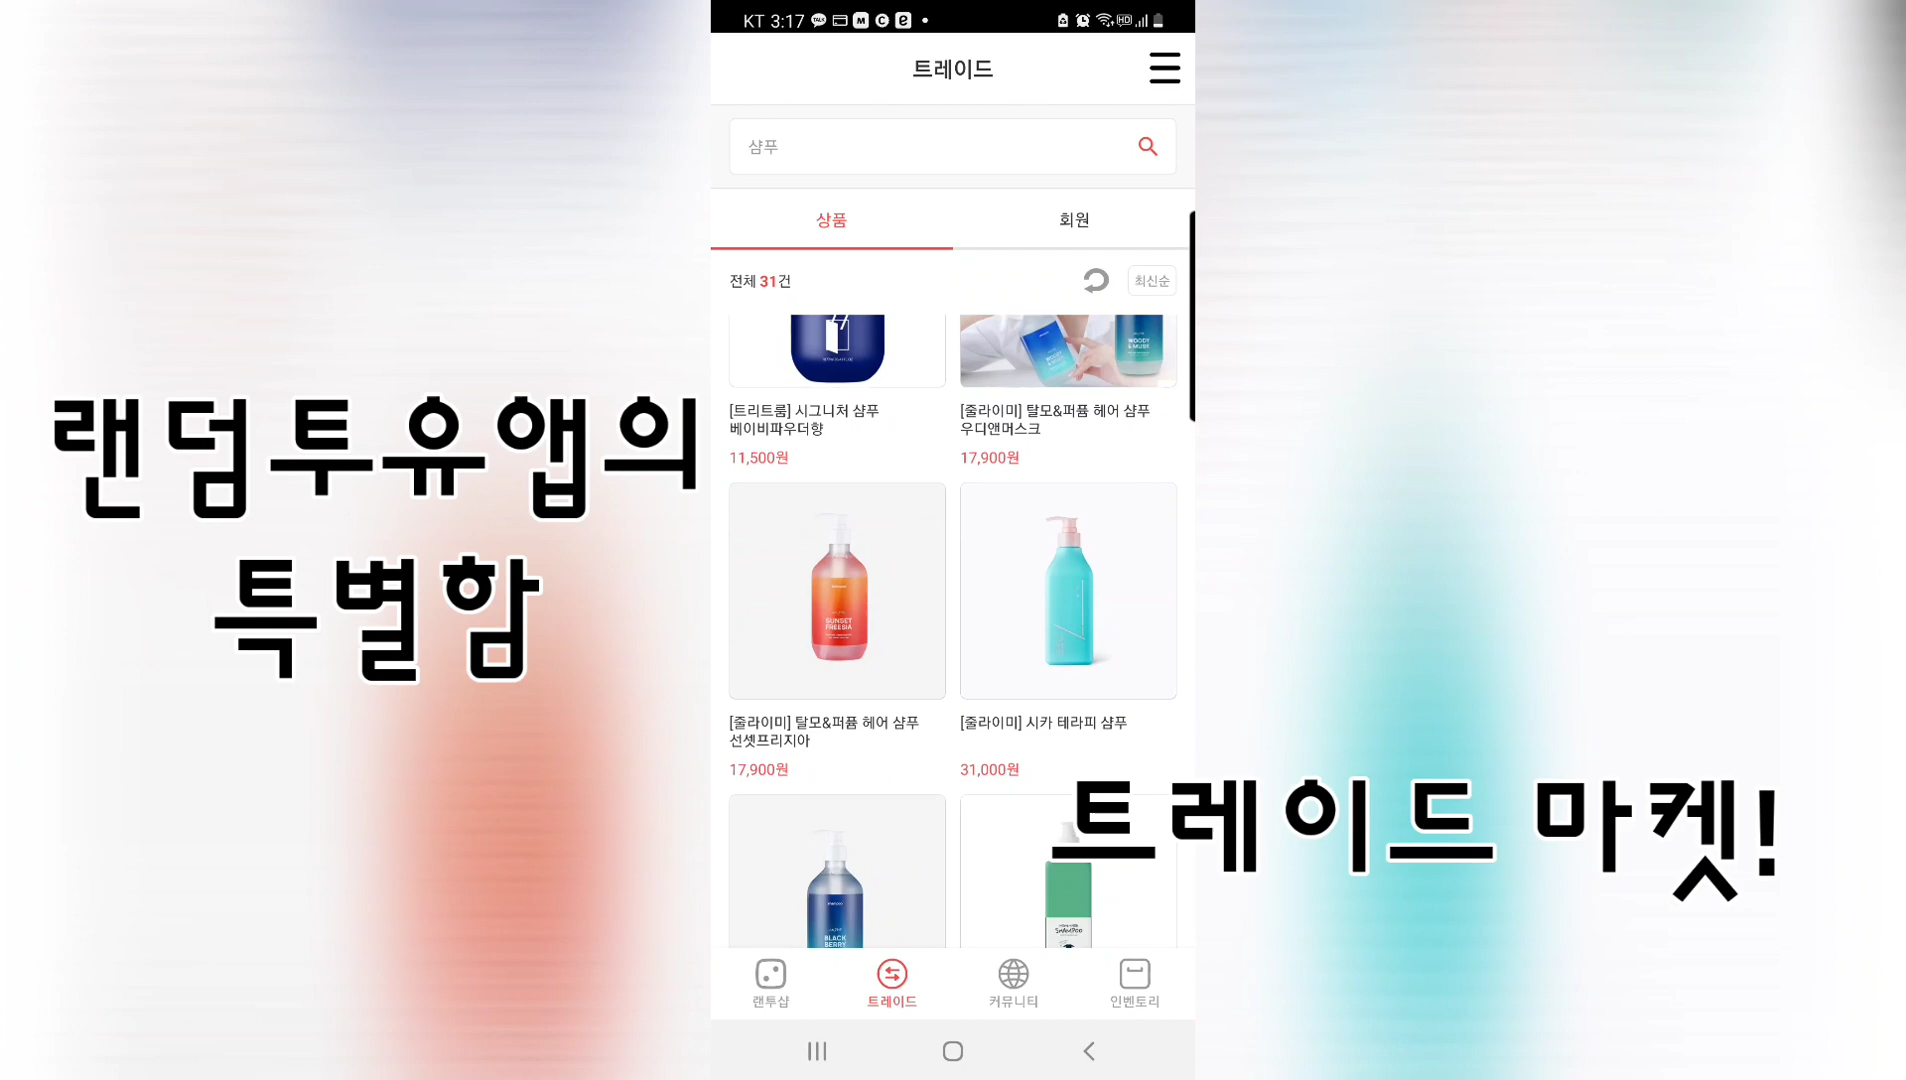 KT 3:17
트레이드
샴푸
상품
회원
전체 31건
최신순
WOODY
& MUSK
[트리트룸] 시그니처 샴푸
베이비파우더향
11,500원
[줄라이미] 탈모&퍼퓸 헤어 샴푸
우디앤머스크
17,900원
SUNSET
FREESIA
[줄라이미] 탈모&퍼퓸 헤어 샴푸
선셋프리지아
17,900원
[줄라이미] 시카 테라피 샴푸
31,000원
BLACK
BERRY
SHAMPOO
랜투샵
트레이드
커뮤니티
인벤토리
랜덤투유앱의
특별함
트레이드 마켓!